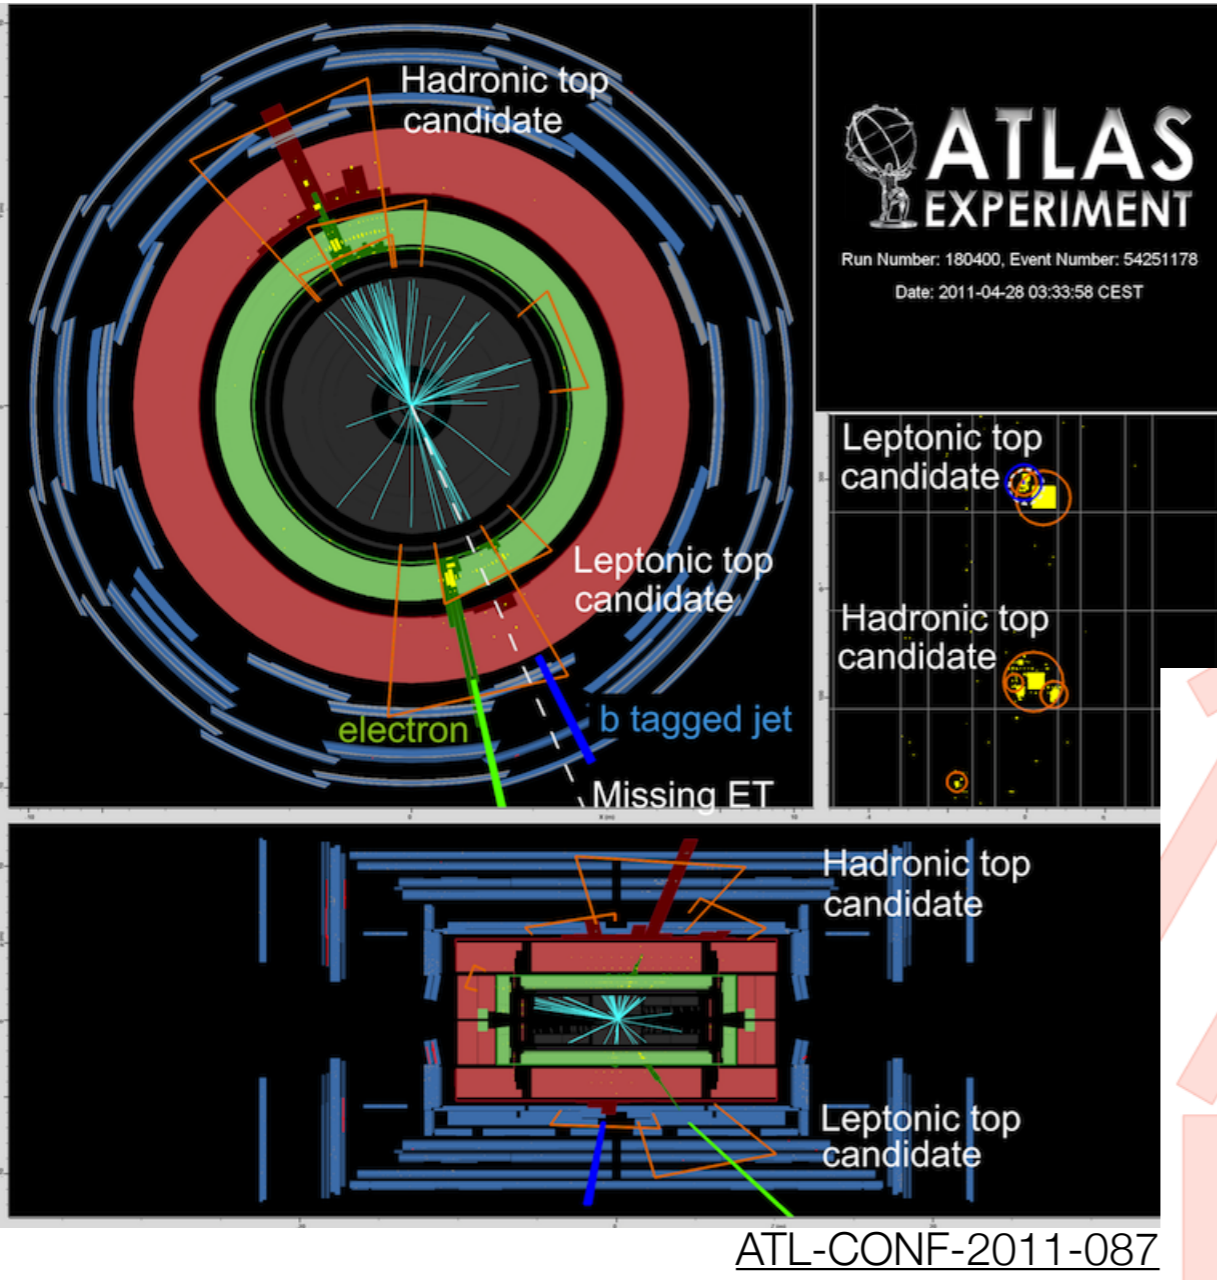 Hadronic top
candidate
ATLAS
EXPERIMENT
Run Number: 180400, Event Number: 54251178
Date: 2011-04-28 03:33:58 CEST
Leptonic top
candidate
Leptonic top
candidate
Hadronic top
candidate
electron
b tagged jet
Missing ET
Hadronic top
candidate
Leptonic top
candidate
ATL-CONF-2011-087